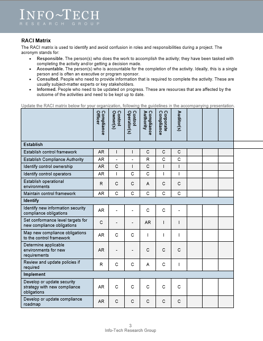 INFO~TECH
RESEARCH GROUP
RACI Matrix
The RACI matrix is used to identify and avoid confusion in roles and responsibilities during a project. The
acronym stands for
• Responsible. The person(s) who does the work to accomplish the activity; they have been tasked with
completing the activity and/or getting a decision made.
• Accountable. The person(s) who is accountable for the completion of the activity. Ideally, this is a single
person and is often an executive or program sponsor
• Consulted. People who need to provide information that is required to complete the activity. These are
usually subject-matter experts or key stakeholders.
• Informed. People who need to be updated on progress. These are resources that are affected by the
outcome of the activities and need to be kept up to date.
Update the RACI matrix below for your organization, following the guidelines in the accompanying presentation
Compliance Officer
Control Owner(s)
Control Operator(s)
Compliance Authority
Corporate Compliance
Auditor(s)
Establish
Establish control framework AR I I C C C
Establish Compliance Authority AR - - R C C
Identify control ownership AR C I C I I
Identify control operators AR I C C I I
Establish operational
environments R C C A C C
Maintain control framework AR C C C C C
Identify
Identify new information security
compliance obligations AR - - C C -
Set conformance level targets for
new compliance obligations C - - AR I I
Map new compliance obligations
to the control framework AR C C I I I
Determine applicable
environments for new
requirements
AR - - C C C
Review and update policies if
required R C C A C I
Implement
Develop or update security
strategy with new compliance
obligations
AR C C C C C
Develop or update compliance
roadmap AR C C C C C
3
Info-Tech Research Group